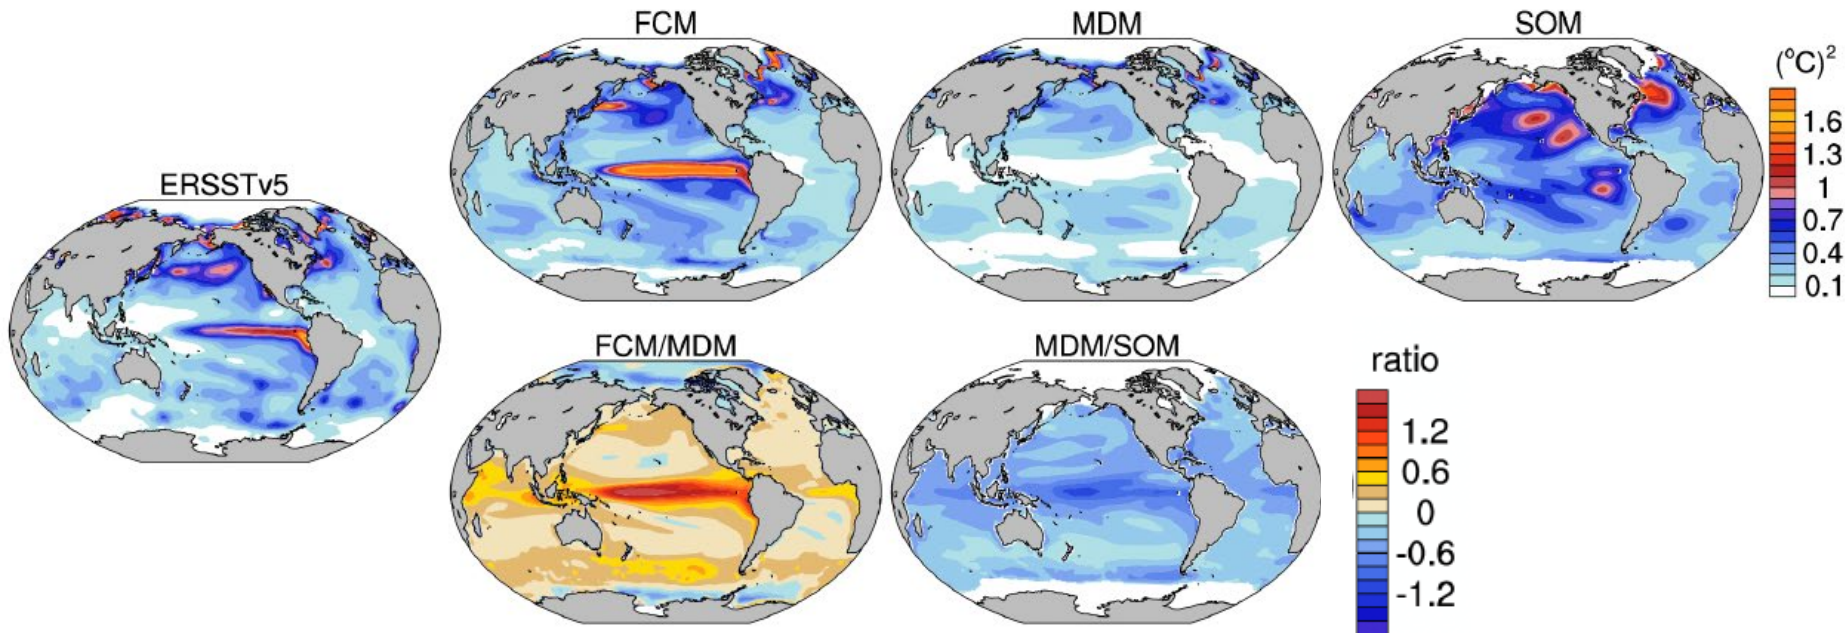 FCM
MDM
SOM
(°C)²
1.6
1.3
1
0.7
0.4
0.1
ERSSTv5
FCM/MDM
MDM/SOM
ratio
1.2
0.6
0
-0.6
-1.2